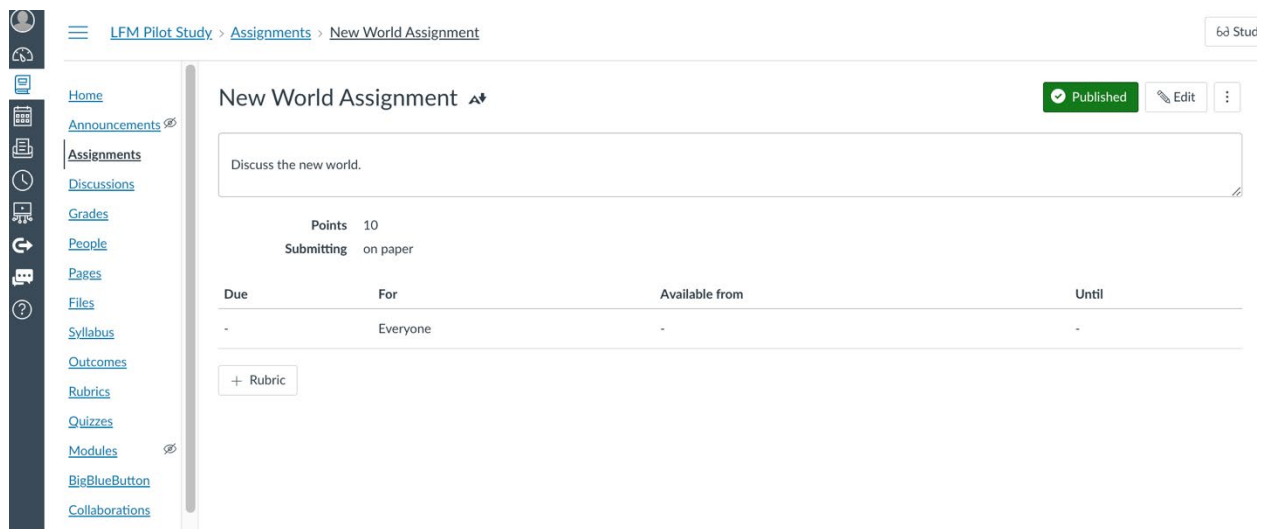 LFM Pilot Study > Assignments > New World Assignment
Stud
Home
Announcements
Assignments
Discussions
Grades
People
Pages
Files
Syllabus
Outcomes
Rubrics
Quizzes
Modules
BigBlueButton
Collaborations
New World Assignment
Published
Edit
Discuss the new world.
Points 10
Submitting on paper
Due For Available from Until
- Everyone - -
+ Rubric